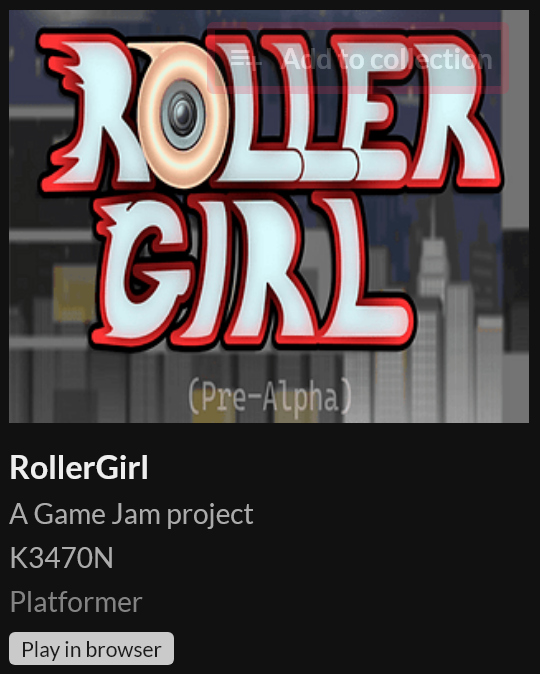 Add to collection
ROLLER
GIRL
(Pre-Alpha)
RollerGirl
A Game Jam project
K3470N
Platformer
Play in browser